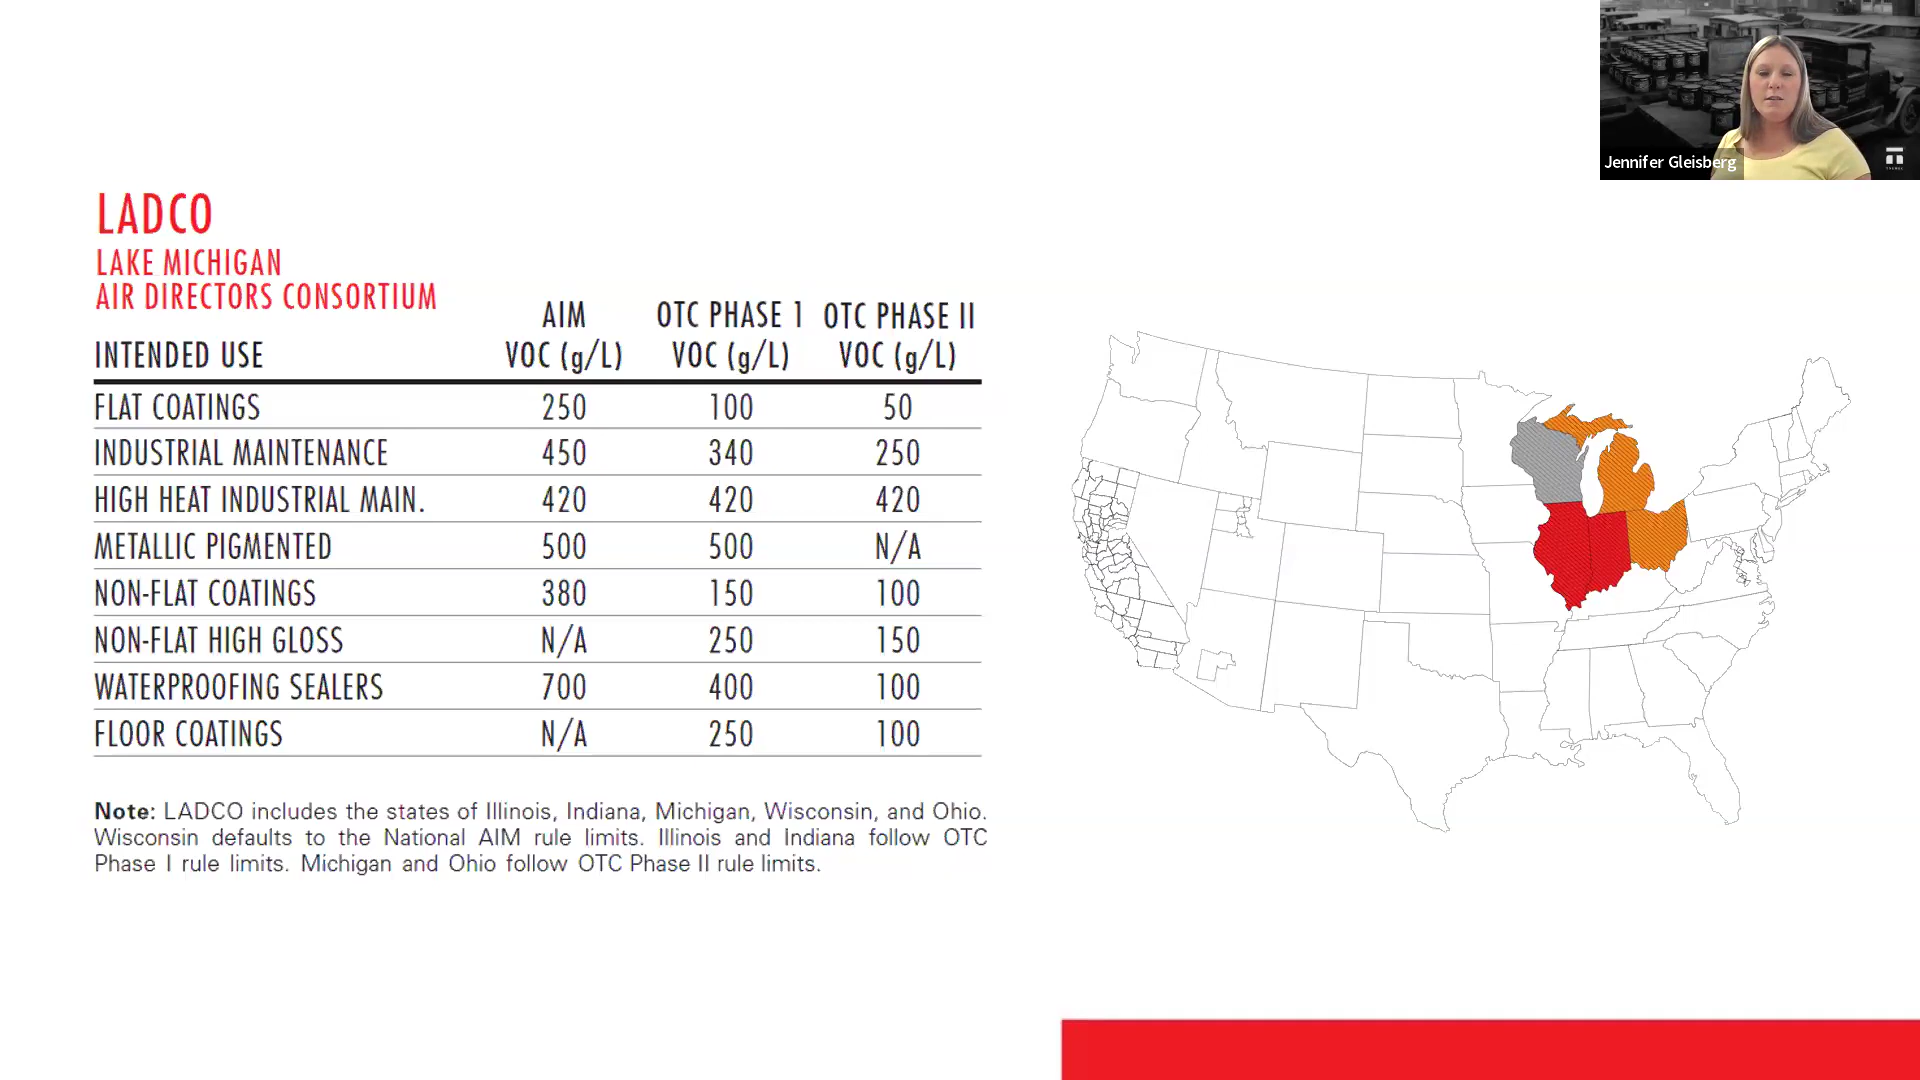 Jennifer Gleisberg
LADCO
LAKE MICHIGAN
AIR DIRECTORS CONSORTIUM
AIM OTC PHASE 1 OTC PHASE II
INTENDED USE VOC (g/L) VOC (g/L) VOC (g/L)
FLAT COATINGS 250 100 50
INDUSTRIAL MAINTENANCE 450 340 250
HIGH HEAT INDUSTRIAL MAIN. 420 420 420
METALLIC PIGMENTED 500 500 N/A
NON-FLAT COATINGS 380 150 100
NON-FLAT HIGH GLOSS N/A 250 150
WATERPROOFING SEALERS 700 400 100
FLOOR COATINGS N/A 250 100
Note: LADCO includes the states of Illinois, Indiana, Michigan, Wisconsin, and Ohio.
Wisconsin defaults to the National AIM rule limits. Illinois and Indiana follow OTC
Phase I rule limits. Michigan and Ohio follow OTC Phase II rule limits.